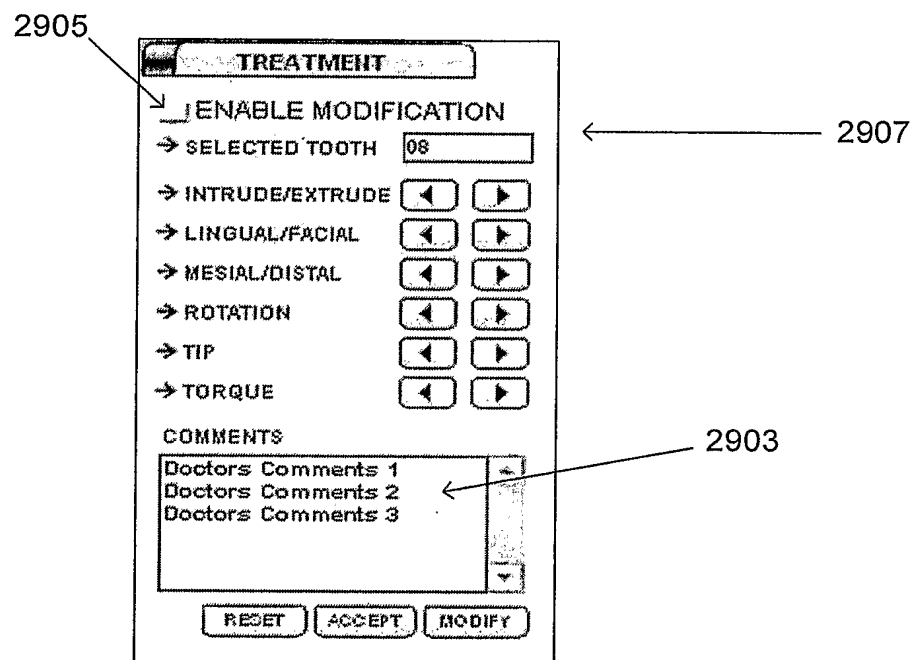 2905
TREATMENT
ENABLE MODIFICATION
2907
SELECTED TOOTH 08
INTRUDE/EXTRUDE
LINGUAL/FACIAL
MESIAL/DISTAL
ROTATION
TIP
TORQUE
COMMENTS
2903
Doctors Comments 1
Doctors Comments 2
Doctors Comments 3
RESET ACCEPT MODIFY